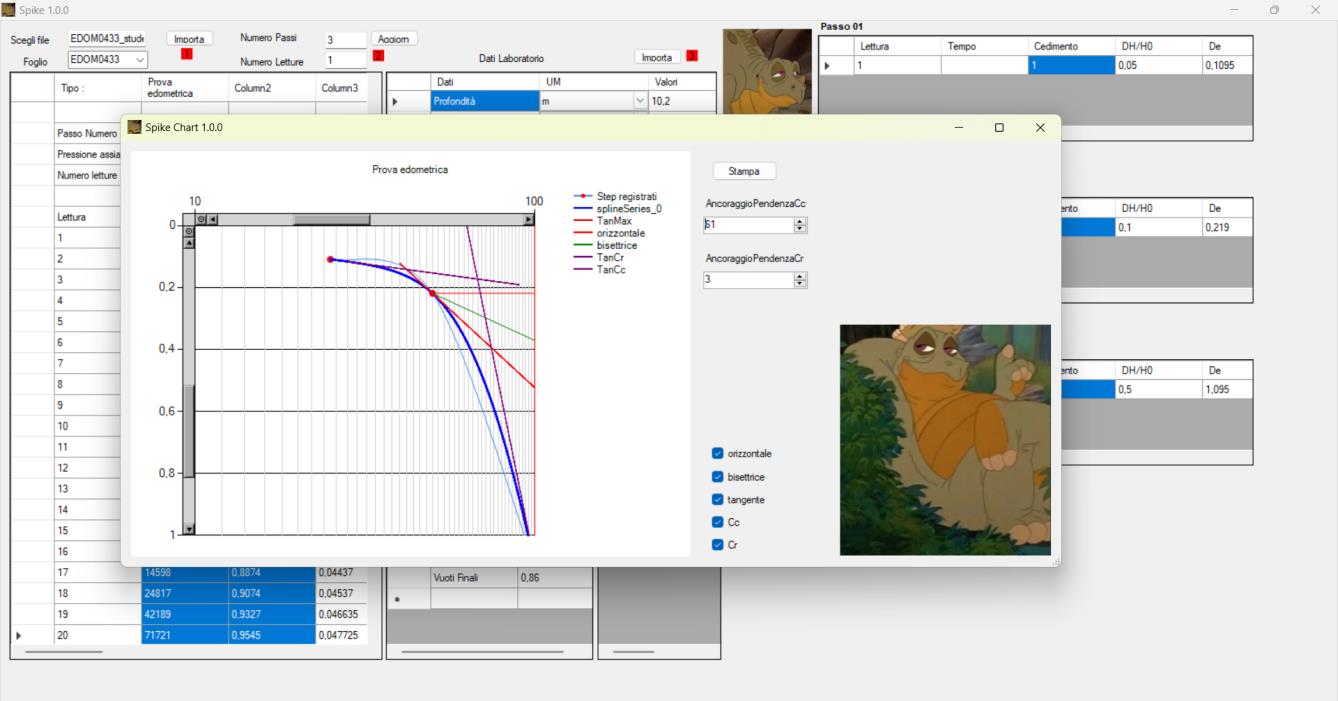 Spike 1.0.0
Scegli file EDOM0433_stude Importa Numero Passi 3 Aggiorn
1 2
Foglio EDOM0433 Numero Letture 1
Dati Laboratorio Importa 3
Tipo : Prova edometrica Column2 Column3
Passo Numero
Pressione assia
Numero letture
Lettura
1
2
3
4
5
6
7
8
9
10
11
12
13
14
15
16
17 14598 0,8874 0,04437
18 24817 0,9074 0,04537
19 42189 0,9327 0,046635
20 71721 0,9545 0,047725
Dati UM Valori
Profondità m 10,2
Vuoti Finali 0,86
Passo 01
Lettura Tempo Cedimento DH/H0 De
1 1 0,05 0,1095
ento DH/H0 De
0,1 0,219
ento DH/H0 De
0,5 1,095
Spike Chart 1.0.0
Prova edometrica
10 100
0
0,2
0,4
0,6
0,8
1
Step registrati
splineSeries_0
TanMax
orizzontale
bisettrice
TanCr
TanCc
Stampa
AncoraggioPendenzaCc
61
AncoraggioPendenzaCr
3
orizzontale
bisettrice
tangente
Cc
Cr